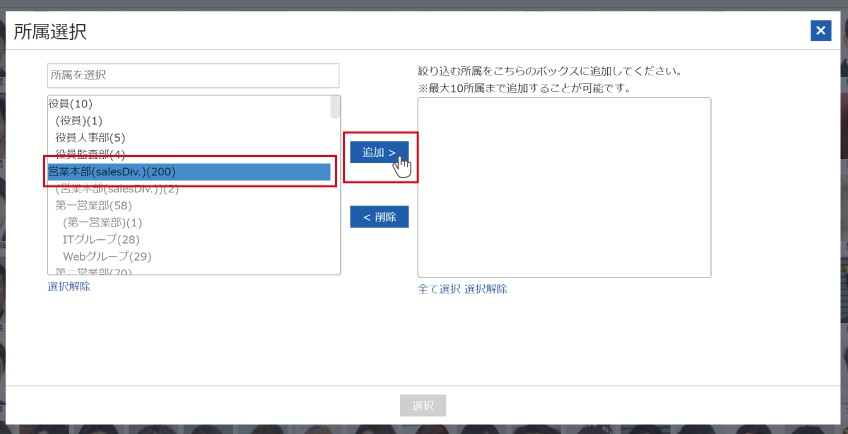 所属選択
×
所属を選択
役員(10)
(役員)(1)
役員人事部(5)
役員監査部(4)
営業本部(salesDiv.)(200)
(営業本部(salesDiv.))(2)
第一営業部(58)
(第一営業部)(1)
ITグループ(28)
Webグループ(29)
第二営業部(70)
選択解除
追加 >
< 削除
絞り込む所属をこちらのボックスに追加してください。
※最大10所属まで追加することが可能です。
全て選択 選択解除
選択